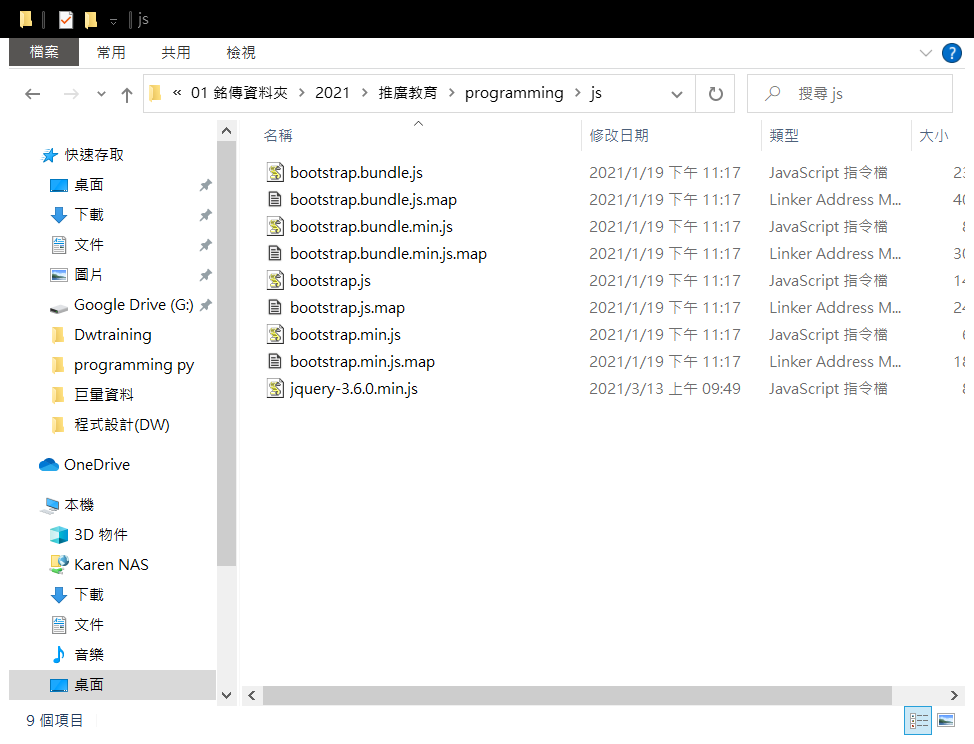 js
檔案 常用 共用 檢視
« 01 銘傳資料夾 > 2021 > 推廣教育 > programming > js
搜尋 js
名稱 修改日期 類型 大小
快速存取
桌面
下載
文件
圖片
Google Drive (G:)
Dwtraining
programming py
巨量資料
程式設計(DW)
OneDrive
本機
3D 物件
Karen NAS
下載
文件
音樂
桌面
bootstrap.bundle.js 2021/1/19 下午 11:17 JavaScript 指令檔
bootstrap.bundle.js.map 2021/1/19 下午 11:17 Linker Address M...
bootstrap.bundle.min.js 2021/1/19 下午 11:17 JavaScript 指令檔
bootstrap.bundle.min.js.map 2021/1/19 下午 11:17 Linker Address M...
bootstrap.js 2021/1/19 下午 11:17 JavaScript 指令檔
bootstrap.js.map 2021/1/19 下午 11:17 Linker Address M...
bootstrap.min.js 2021/1/19 下午 11:17 JavaScript 指令檔
bootstrap.min.js.map 2021/1/19 下午 11:17 Linker Address M...
jquery-3.6.0.min.js 2021/3/13 上午 09:49 JavaScript 指令檔
9 個項目